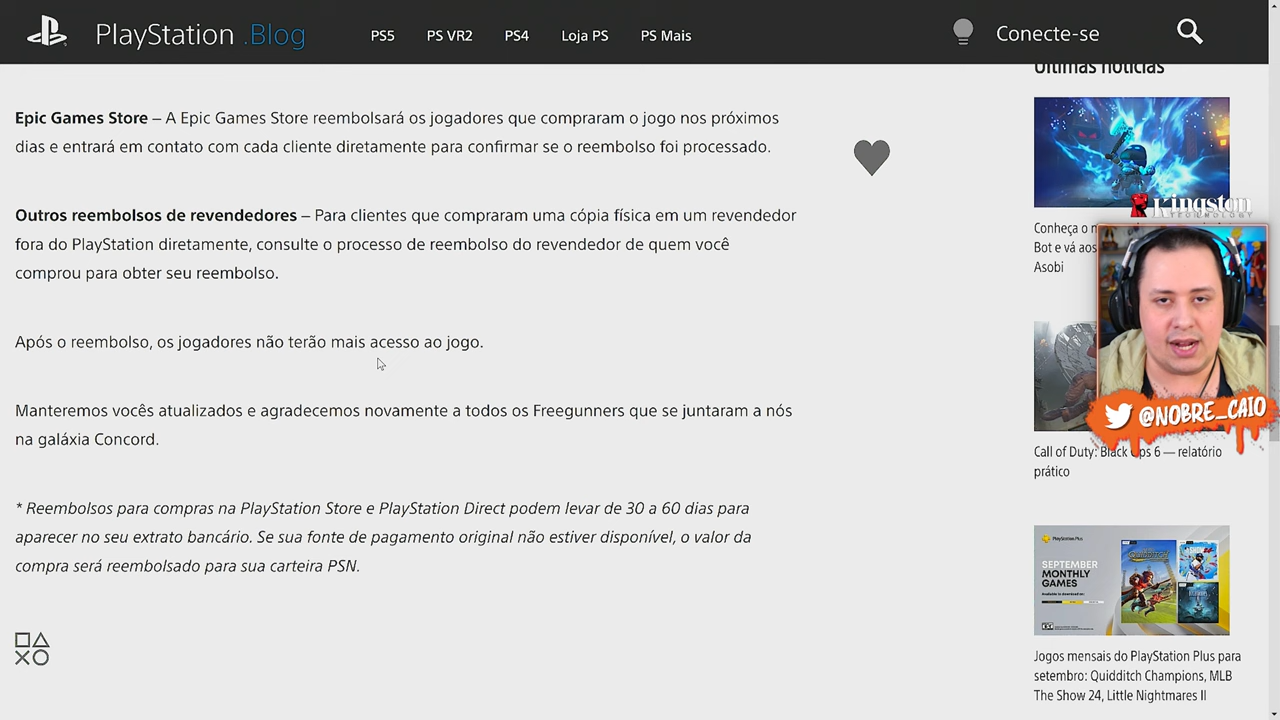 PlayStation .Blog
PS5
PS VR2
PS4
Loja PS
PS Mais
Conecte-se
Epic Games Store – A Epic Games Store reembolsará os jogadores que compraram o jogo nos próximos
dias e entrará em contato com cada cliente diretamente para confirmar se o reembolso foi processado.
Outros reembolsos de revendedores – Para clientes que compraram uma cópia física em um revendedor
fora do PlayStation diretamente, consulte o processo de reembolso do revendedor de quem você
comprou para obter seu reembolso.
Após o reembolso, os jogadores não terão mais acesso ao jogo.
Manteremos vocês atualizados e agradecemos novamente a todos os Freegunners que se juntaram a nós
na galáxia Concord.
* Reembolsos para compras na PlayStation Store e PlayStation Direct podem levar de 30 a 60 dias para
aparecer no seu extrato bancário. Se sua fonte de pagamento original não estiver disponível, o valor da
compra será reembolsado para sua carteira PSN.
Últimas notícias
Kingston
TECHNOLOGY
Conheça o
Bot e vá aos
Asobi
@NOBRE_CAIO
Call of Duty: Black Ops 6 — relatório
prático
PlayStation Plus
SEPTEMBER
MONTHLY
GAMES
Jogos mensais do PlayStation Plus para
setembro: Quidditch Champions, MLB
The Show 24, Little Nightmares II